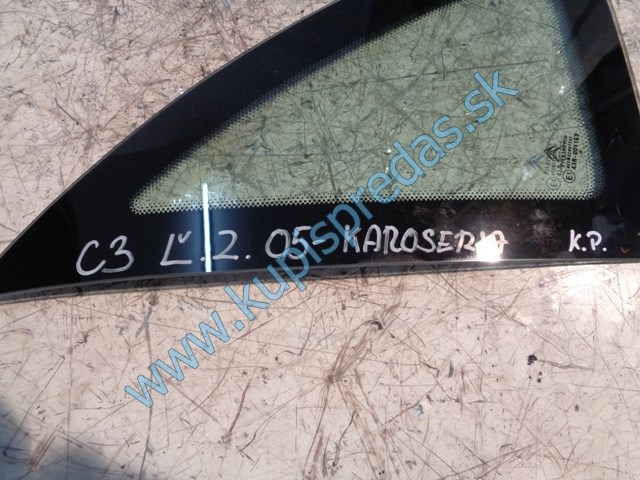 C3 Ľ.Z. 05- KAROSERIA K.P.
www.kupispredas.sk